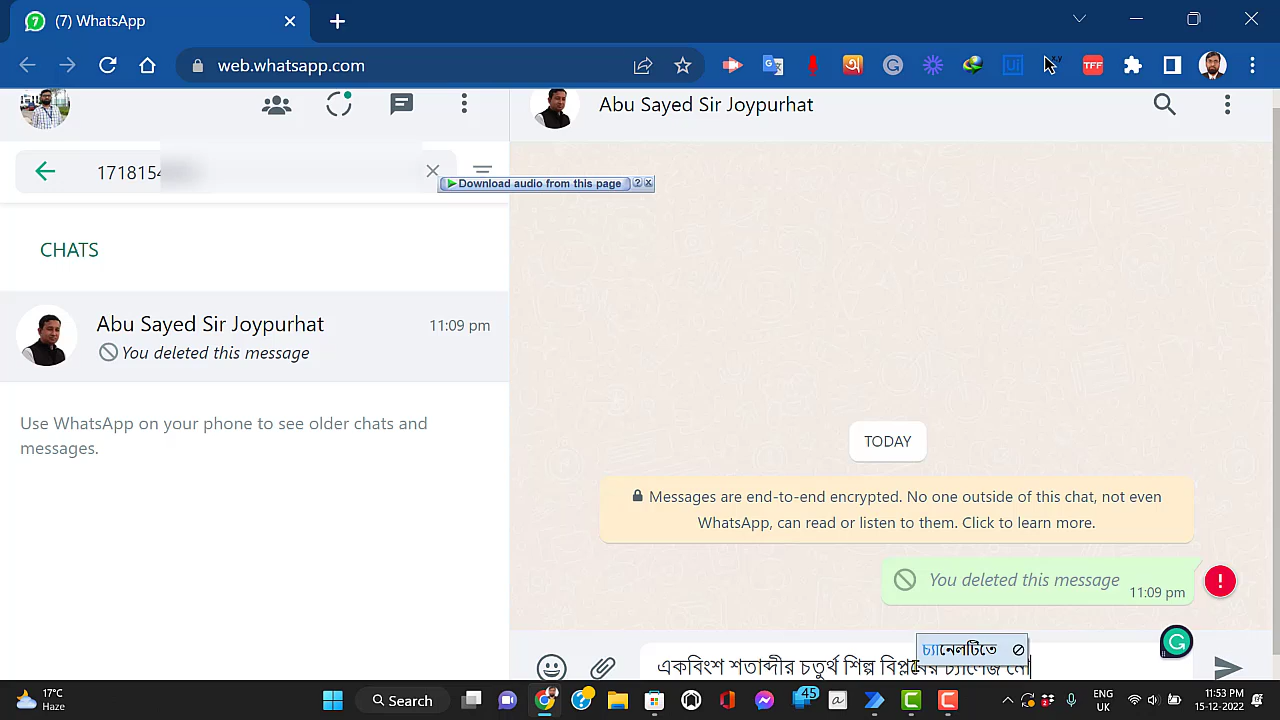 (7) WhatsApp
web.whatsapp.com
Abu Sayed Sir Joypurhat
1718154
Download audio from this page
CHATS
Abu Sayed Sir Joypurhat
11:09 pm
You deleted this message
Use WhatsApp on your phone to see older chats and
messages.
TODAY
Messages are end-to-end encrypted. No one outside of this chat, not even
WhatsApp, can read or listen to them. Click to learn more.
You deleted this message
11:09 pm
চ্যানেলটিতে
একবিংশ শতাব্দীর চতুর্থ শিল্প বিপ্লবের চ্যালেঞ্জ মো
17°C
Haze
Search
45
ENG
UK
11:53 PM
15-12-2022